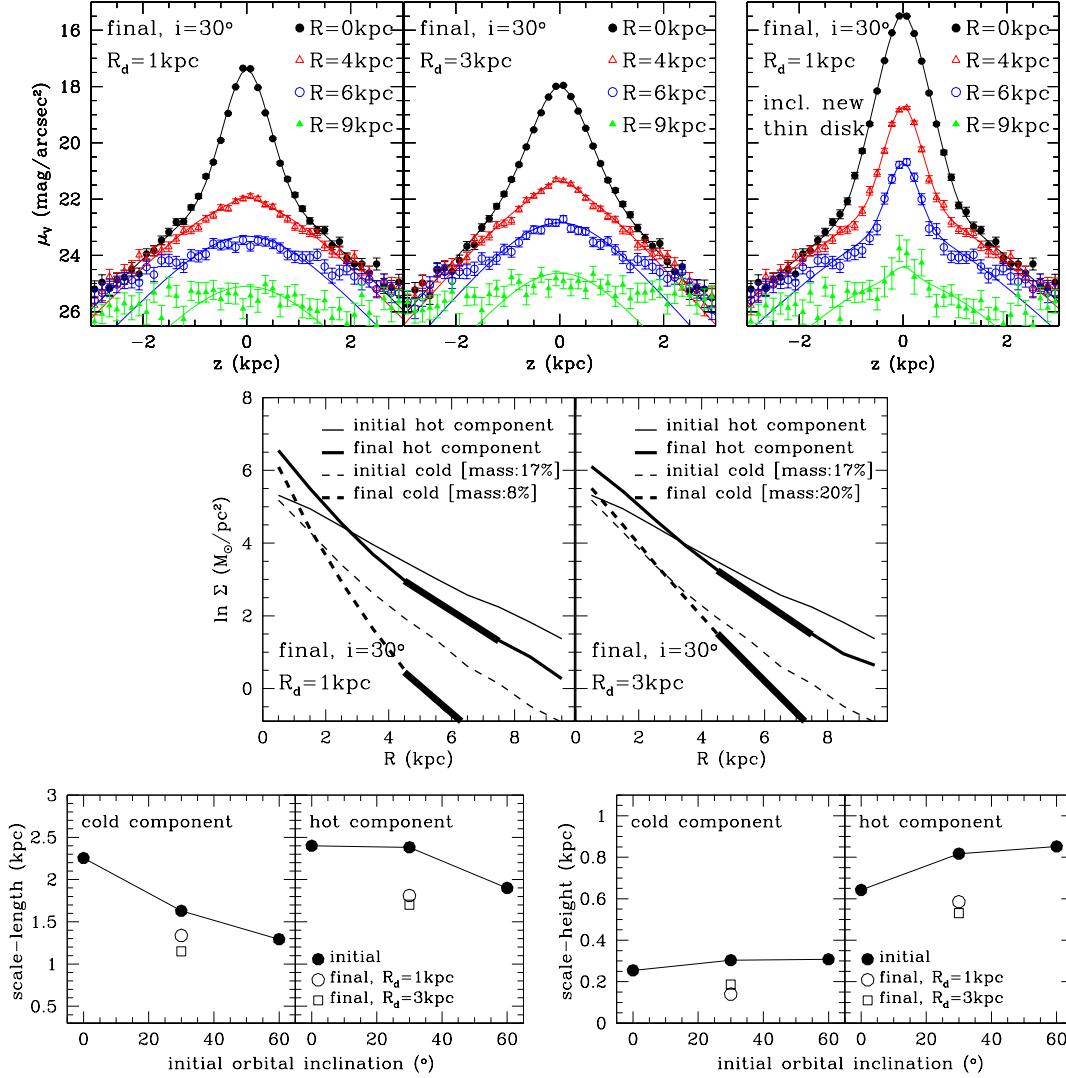 final, i=30°
R_d=1kpc
R=0kpc
R=4kpc
R=6kpc
R=9kpc
final, i=30°
R_d=3kpc
R=0kpc
R=4kpc
R=6kpc
R=9kpc
final, i=30°
R_d=1kpc
incl. new
thin disk
R=0kpc
R=4kpc
R=6kpc
R=9kpc
μ_V (mag/arcsec²)
16
18
20
22
24
26
−2 0 2
z (kpc)
−2 0 2
z (kpc)
−2 0 2
z (kpc)
initial hot component
final hot component
initial cold [mass:17%]
final cold [mass:8%]
final, i=30°
R_d=1kpc
initial hot component
final hot component
initial cold [mass:17%]
final cold [mass:20%]
final, i=30°
R_d=3kpc
ln Σ (M_⊙/pc²)
8
6
4
2
0
0 2 4 6 8
R (kpc)
0 2 4 6 8
R (kpc)
cold component
hot component
initial
final, R_d=1kpc
final, R_d=3kpc
scale-length (kpc)
3
2.5
2
1.5
1
0.5
0 20 40 60
0 20 40 60
initial orbital inclination (°)
cold component
hot component
initial
final, R_d=1kpc
final, R_d=3kpc
scale-height (kpc)
1
0.8
0.6
0.4
0.2
0
0 20 40 60
0 20 40 60
initial orbital inclination (°)